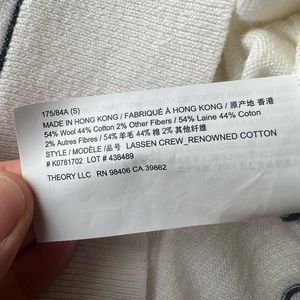 175/84A (S)
MADE IN HONG KONG / FABRIQUÉ À HONG KONG / 原产地 香港
54% Wool 44% Cotton 2% Other Fibers / 54% Laine 44% Coton
2% Autres Fibres / 54% 羊毛 44% 棉 2% 其他纤维
STYLE / MODÈLE /品号 LASSEN CREW_RENOWNED COTTON
# K0781702 LOT # 438489
THEORY LLC RN 98406 CA 39862